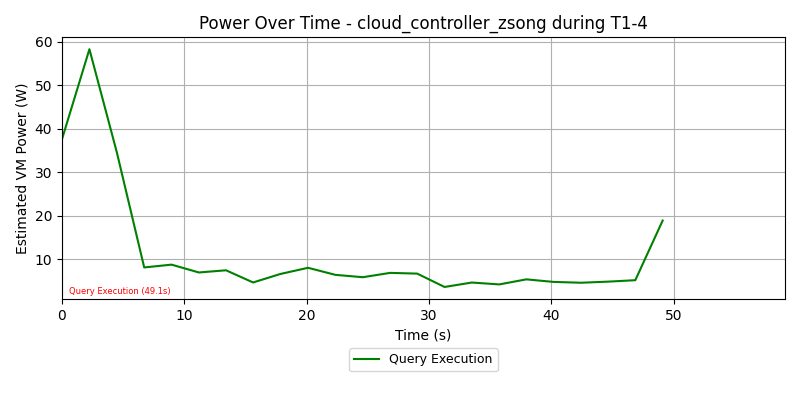 Power Over Time - cloud_controller_zsong during T1-4
Estimated VM Power (W)
60
50
40
30
20
10
Query Execution (49.1s)
0 10 20 30 40 50
Time (s)
Query Execution